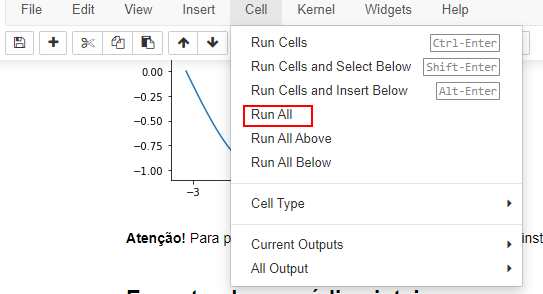 File Edit View Insert Cell Kernel Widgets Help
Run Cells Ctrl-Enter
Run Cells and Select Below Shift-Enter
Run Cells and Insert Below Alt-Enter
Run All
Run All Above
Run All Below
Cell Type
Current Outputs
All Output
0.00
−0.25
−0.50
−0.75
−1.00
−3
Atenção! Para p
inst